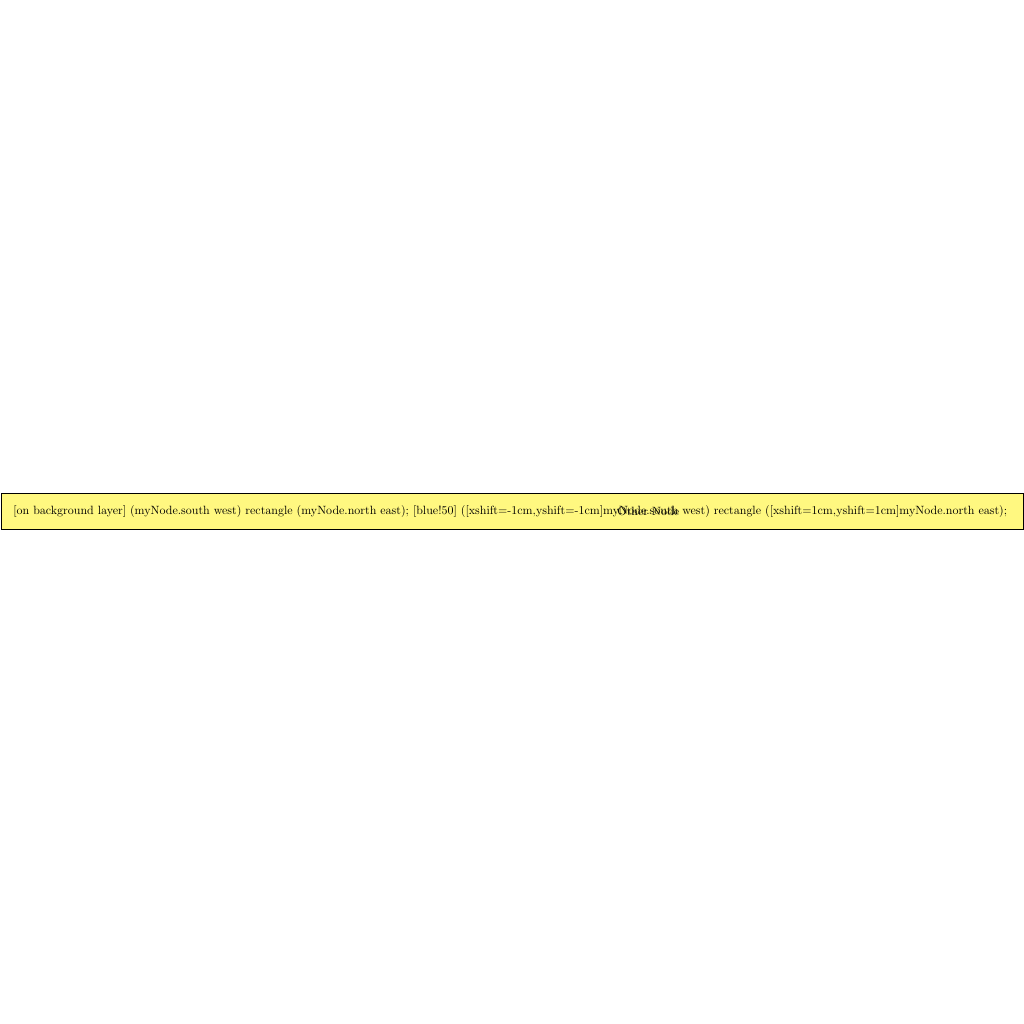 [on background layer] (myNode.south west) rectangle (myNode.north east); [blue!50] ([xshift=-1cm,yshift=-1cm]myNode.south west) rectangle ([xshift=1cm,yshift=1cm]myNode.north east);
Other Node